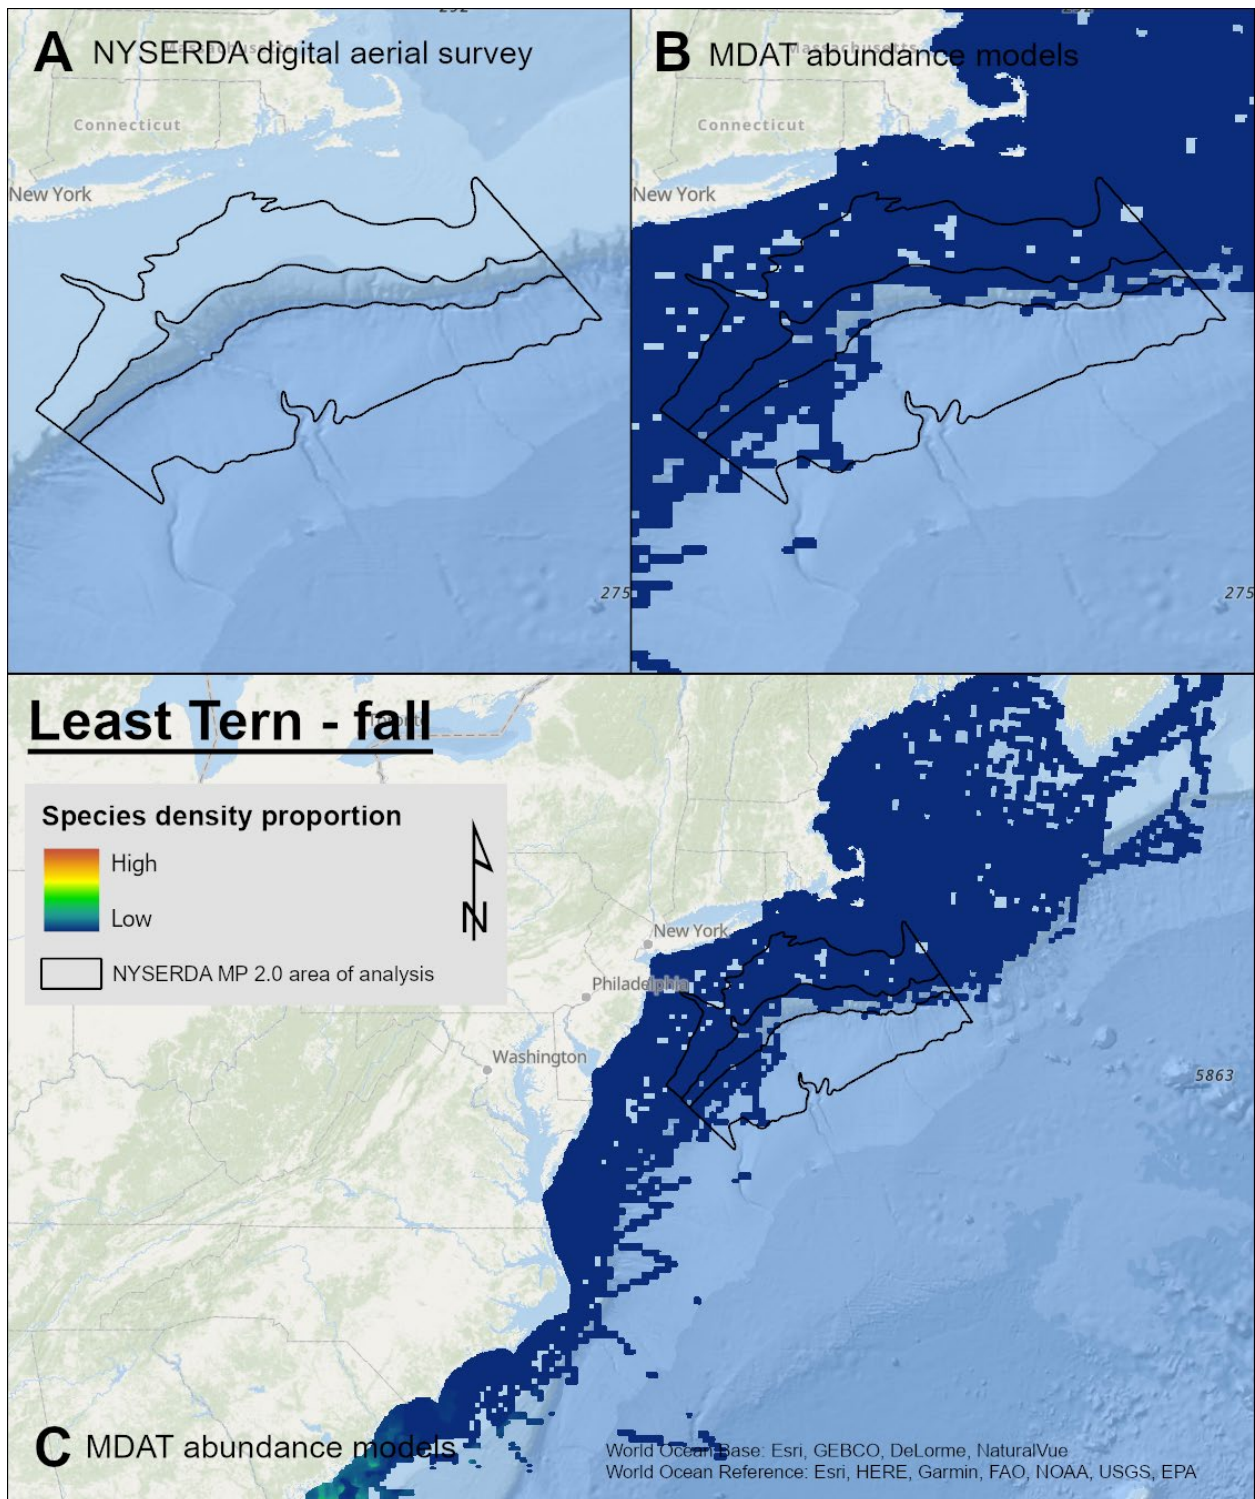 A NYSERDA digital aerial survey
Massachusetts
Connecticut
New York
275
B MDAT abundance models
Massachusetts
Connecticut
New York
275
Least Tern - fall
Species density proportion
High
Low
N
NYSERDA MP 2.0 area of analysis
New York
Philadelphia
Washington
5863
C MDAT abundance models
World Ocean Base: Esri, GEBCO, DeLorme, NaturalVue
World Ocean Reference: Esri, HERE, Garmin, FAO, NOAA, USGS, EPA